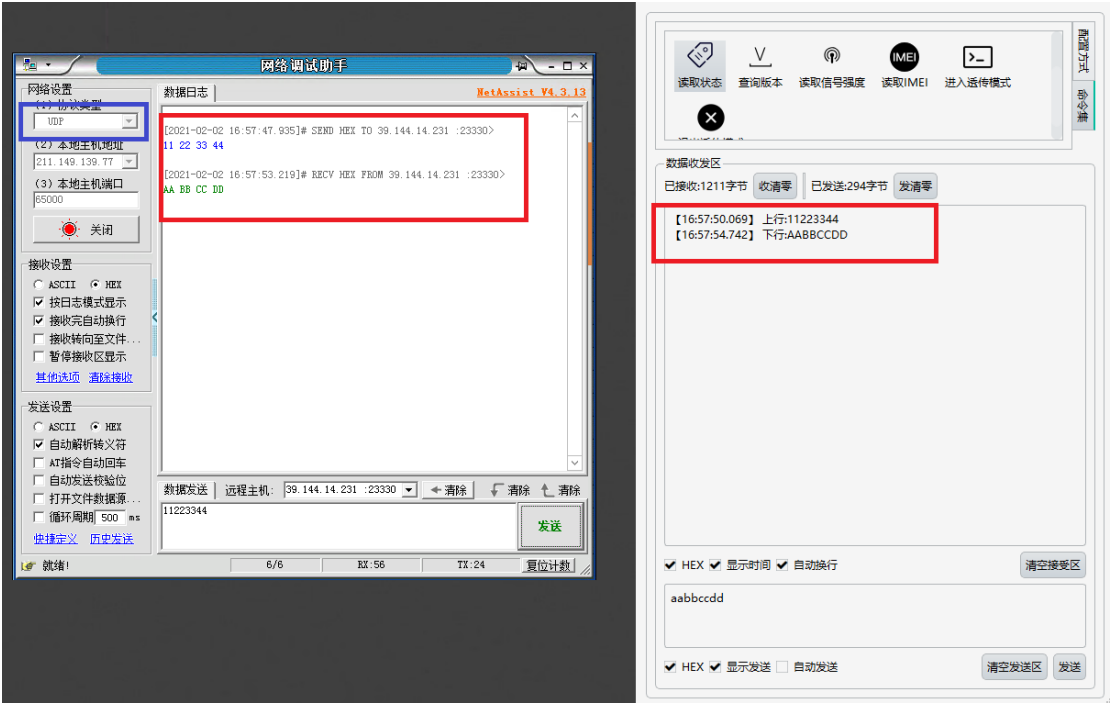 网络调试助手
网络设置
(1) 协议类型
UDP
(2) 本地主机地址
211.149.139.77
(3) 本地主机端口
65000
关闭
接收设置
ASCII HEX
按日志模式显示
接收完自动换行
接收转向至文件...
暂停接收区显示
其他选项 清除接收
发送设置
ASCII HEX
自动解析转义符
AT指令自动回车
自动发送校验位
打开文件数据源...
循环周期 500 ms
快捷定义 历史发送
数据日志
NetAssist V4.3.13
[2021-02-02 16:57:47.935]# SEND HEX TO 39.144.14.231 :23330>
11 22 33 44
[2021-02-02 16:57:53.219]# RECV HEX FROM 39.144.14.231 :23330>
AA BB CC DD
数据发送 远程主机: 39.144.14.231 :23330 清除 清除 清除
11223344
发送
就绪! 6/6 RX:56 TX:24 复位计数
读取状态 查询版本 读取信号强度 读取IMEI 进入透传模式
IMEI
配置方式
命令集
数据收发区
已接收:1211字节 收清零 已发送:294字节 发清零
【16:57:50.069】 上行:11223344
【16:57:54.742】 下行:AABBCCDD
HEX 显示时间 自动换行 清空接受区
aabbccdd
HEX 显示发送 自动发送 清空发送区 发送